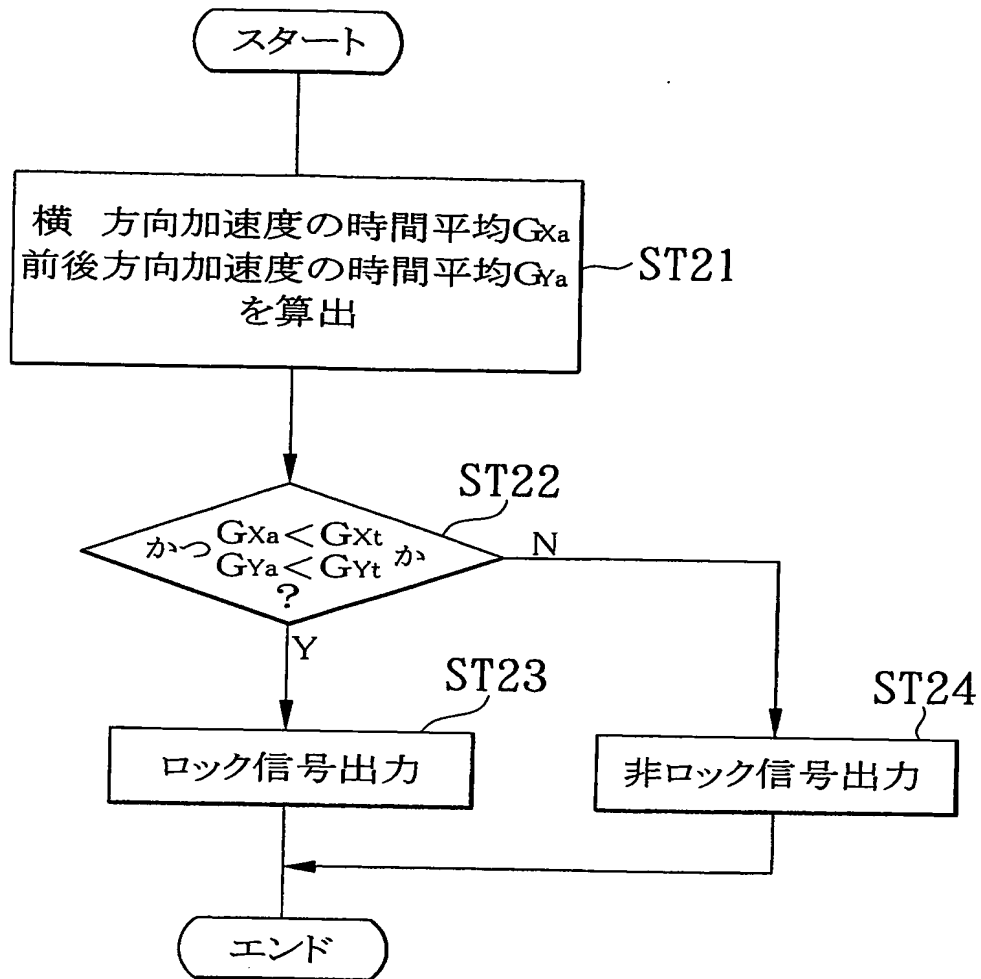 スタート
横 方向加速度の時間平均GXa
前後方向加速度の時間平均GYa
を算出
ST21
ST22
GXa<GXt
かつ か
GYa<GYt
?
N
Y
ST23
ST24
ロック信号出力
非ロック信号出力
エンド